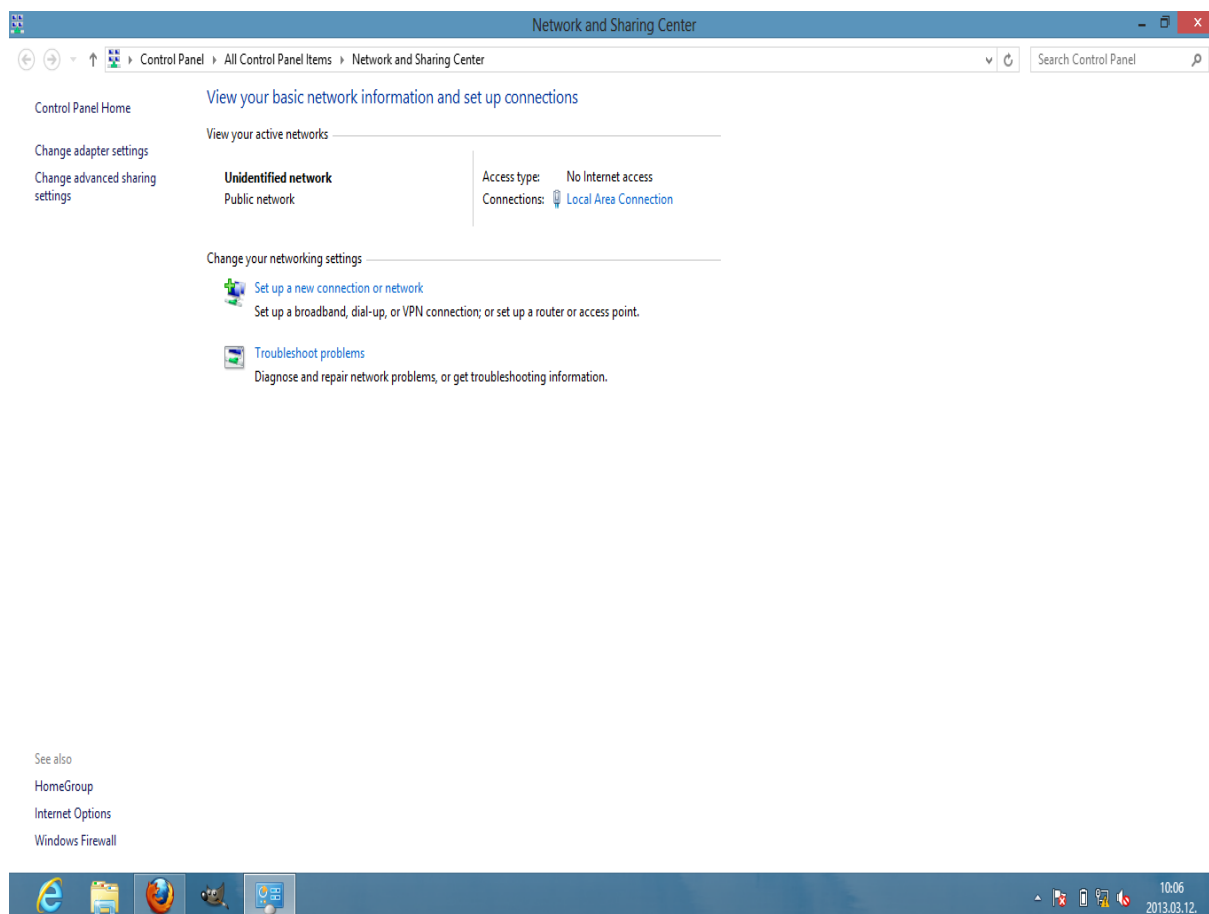 Network and Sharing Center
Control Panel All Control Panel Items Network and Sharing Center
Search Control Panel
Control Panel Home
Change adapter settings
Change advanced sharing
settings
View your basic network information and set up connections
View your active networks
Unidentified network
Public network
Access type: No Internet access
Connections: Local Area Connection
Change your networking settings
Set up a new connection or network
Set up a broadband, dial-up, or VPN connection; or set up a router or access point.
Troubleshoot problems
Diagnose and repair network problems, or get troubleshooting information.
See also
HomeGroup
Internet Options
Windows Firewall
10:06
2013.03.12.